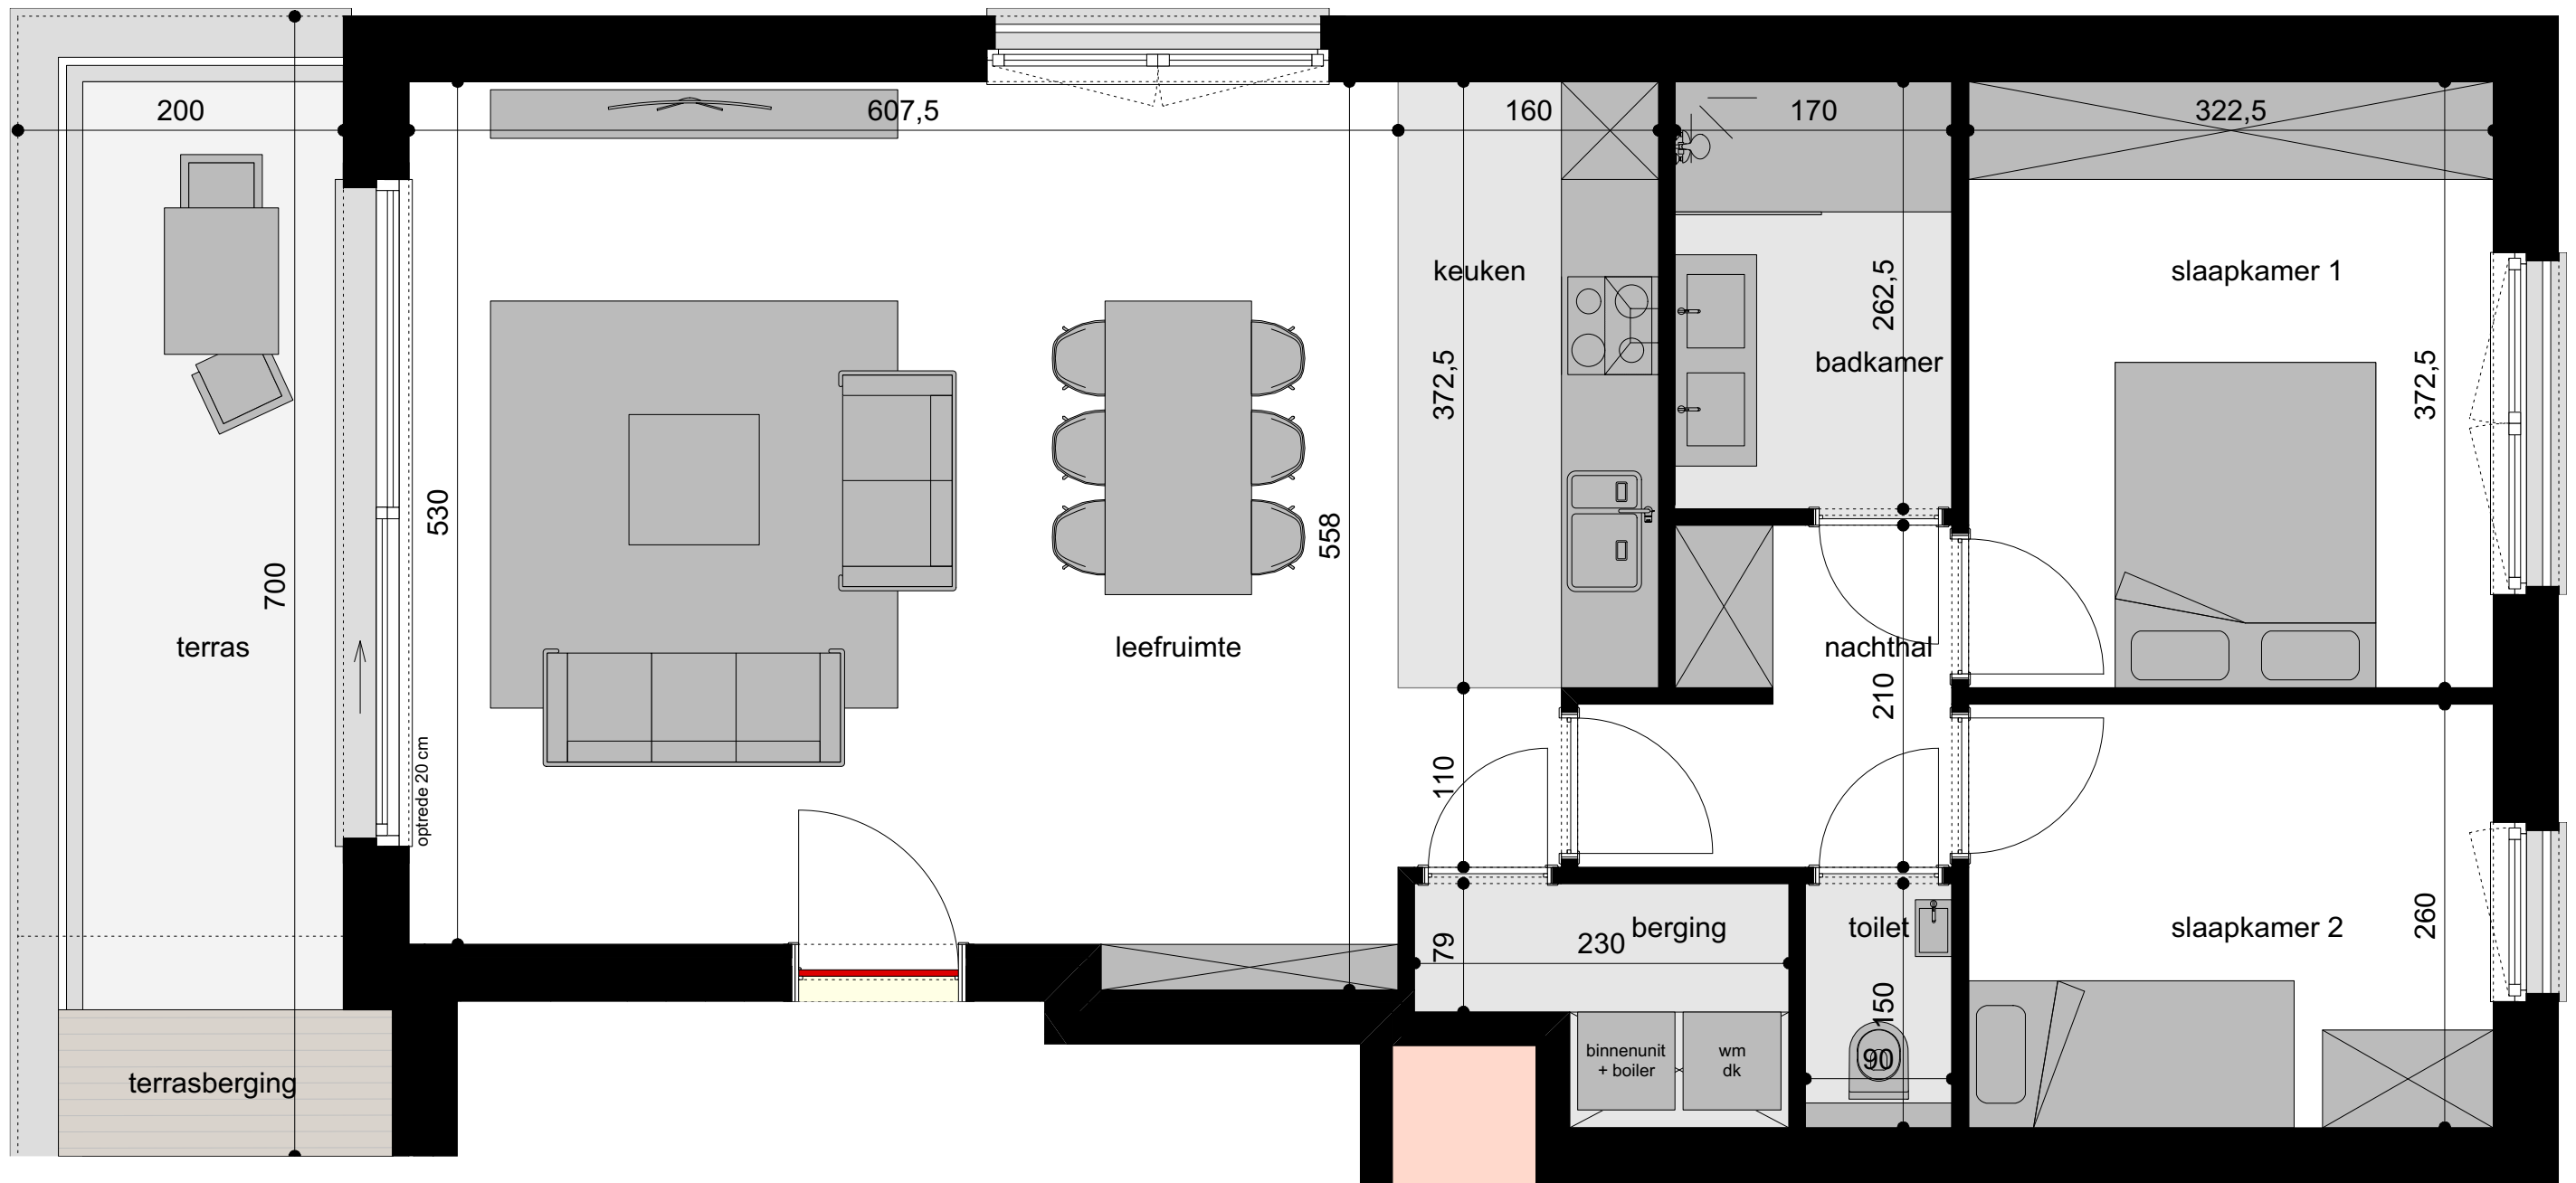 200
607,5
160
170
322,5
keuken
slaapkamer 1
262,5
badkamer
372,5
372,5
530
558
700
terras
leefruimte
nachthal
210
optrede 20 cm
110
79
230
berging
toilet
slaapkamer 2
260
150
binnenunit
+ boiler
wm
dk
90
terrasberging